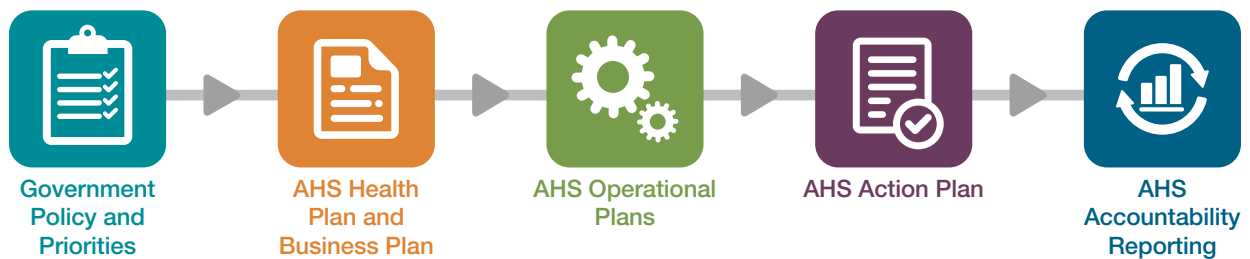 Government
Policy and
Priorities
AHS Health
Plan and
Business Plan
AHS Operational
Plans
AHS Action Plan
AHS
Accountability
Reporting